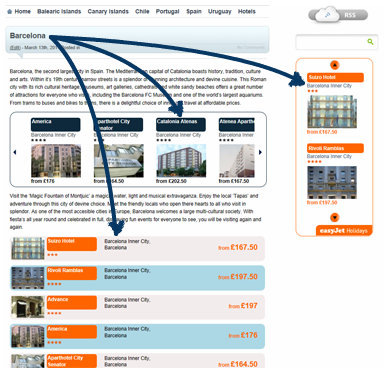 Home Balearic Islands Canary Islands Chile Portugal Spain Uruguay Hotels
RSS
Barcelona
(Edit) - March 13th, Posted in
Barcelona, the second largest city in Spain. The Mediterranean capital of Catalonia boasts history, tradition, culture
and arts. Within it's 19th century narrow streets is a splendor of stunning architecture and devine cuisine. This Roman
city with its rich cultural heritage, museums, art galleries, cathedrals and white sandy beaches offers a great number
of attractions for everyone who visits, including the Barcelona FC Museum and one of the world's largest aquariums.
From trams to buses and bikes to trains, there is a delightful choice of travel at affordable prices.
America
Barcelona Inner City
★★★★
from £176
Aparthotel City
Senator
Barcelona Inner City
from £164.50
Catalonia Atenas
Barcelona Inner City
★★★★
from £202.50
Atenea Aparthotel
Barcelona Inner City
from £167.50
Visit the 'Magic Fountain of Montjuic' a magical water, light and musical extravaganza. Enjoy the local 'Tapas' and
adventure through this city of devine choice. Meet the friendly locals who open there hearts to all who visit in
splendor. As one of the most accessible cities in Europe, Barcelona welcomes a large multi-cultural society. With
fiesta's all year round and celebrated in full, displaying fun events for everyone to see, you will be visiting again and
again.
Suizo Hotel
★★★
Barcelona Inner City,
Barcelona
from £167.50
Rivoli Ramblas
★★★★
Barcelona Inner City,
Barcelona
from £197.50
Advance
★★★★
Barcelona Inner City,
Barcelona
from £197
America
★★★★
Barcelona Inner City,
Barcelona
from £176
Aparthotel City
Senator
Barcelona Inner City,
Barcelona
from £164.50
Suizo Hotel
Barcelona Inner City
★★★
from £167.50
Rivoli Ramblas
Barcelona Inner City
★★★★
from £197.50
easyJet Holidays